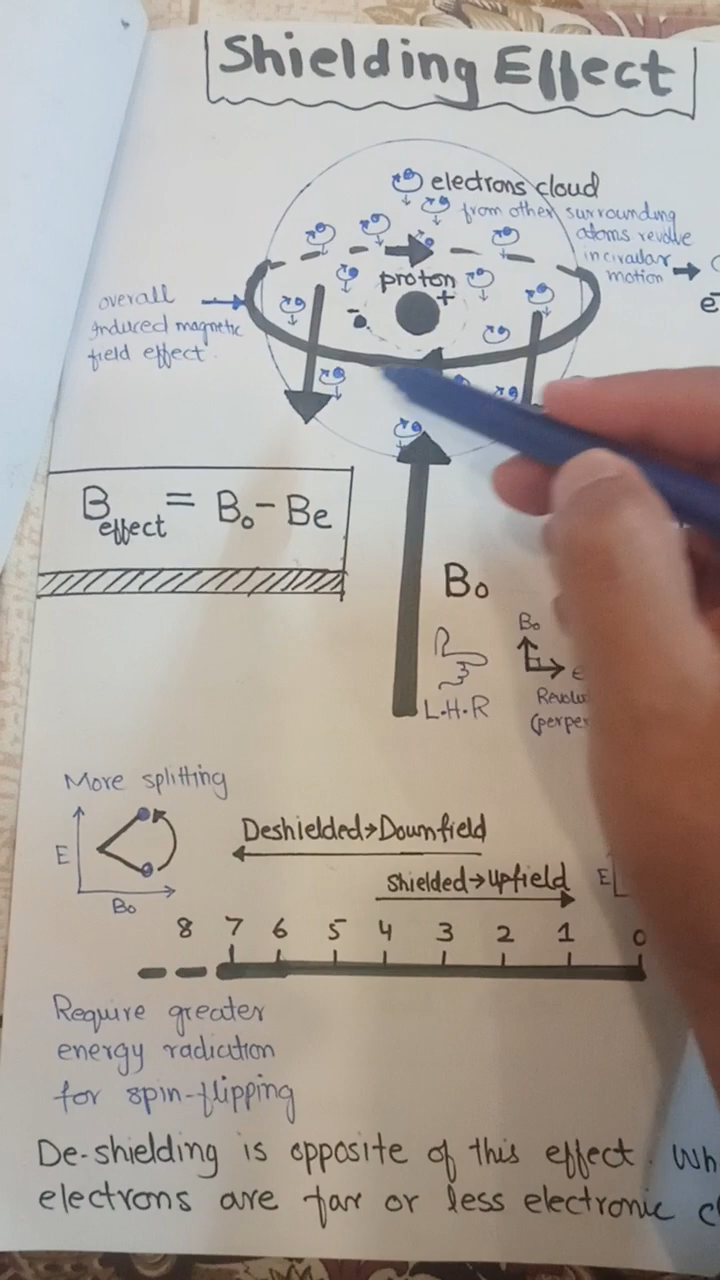 Shielding Effect
electrons cloud
from other surrounding
atoms revolve
in ciraular
motion
e-
proton
+
-
overall
induced magnetic
field effect
Beffect = Bo - Be
Bo
L-H-R
Bo
e
More splitting
E
Bo
Deshielded→Downfield
Shielded→Upfield
E
8 7 6 5 4 3 2 1 0
Require greater
energy radiation
for spin-flipping
De-shielding is opposite of this effect.
electrons are far or less electronic